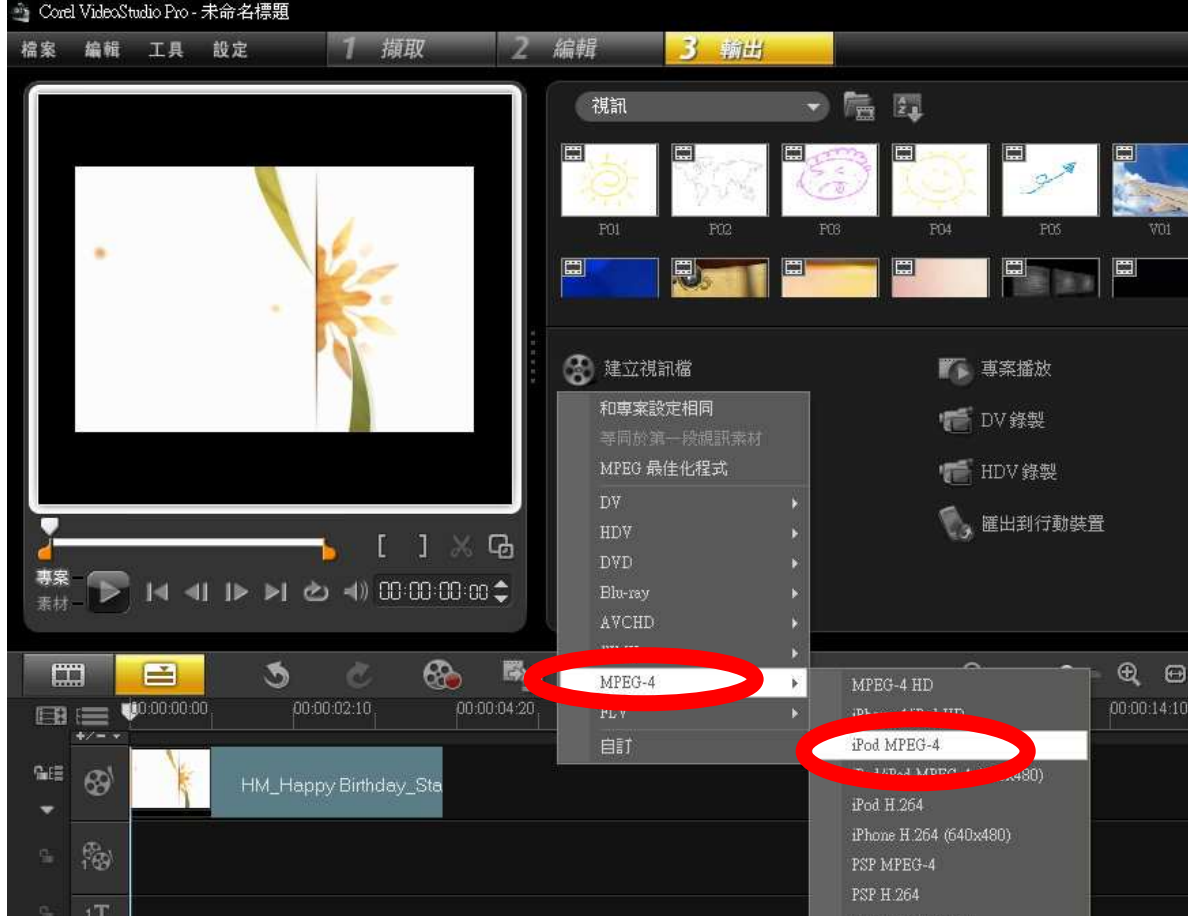 Corel VideoStudio Pro - 未命名標題
檔案 編輯 工具 設定 1 擷取 2 編輯 3 輸出
視訊
P01 P02 P03 P04 P05 V01
建立視訊檔
專案播放
和專案設定相同
等同於第一段視訊素材
DV 錄製
MPEG 最佳化程式
HDV 錄製
DV
匯出到行動裝置
HDV
DVD
專案
素材
00:00:00:00
Blu-ray
AVCHD
MPEG-4
MPEG-4 HD
00:00:00:00 00:00:02:10 00:00:04:20 00:00:14:10
FLV
iPod MPEG-4
自訂
HM_Happy Birthday_Sta
iPod H.264
iPhone H.264 (640x480)
PSP MPEG-4
PSP H.264
1T